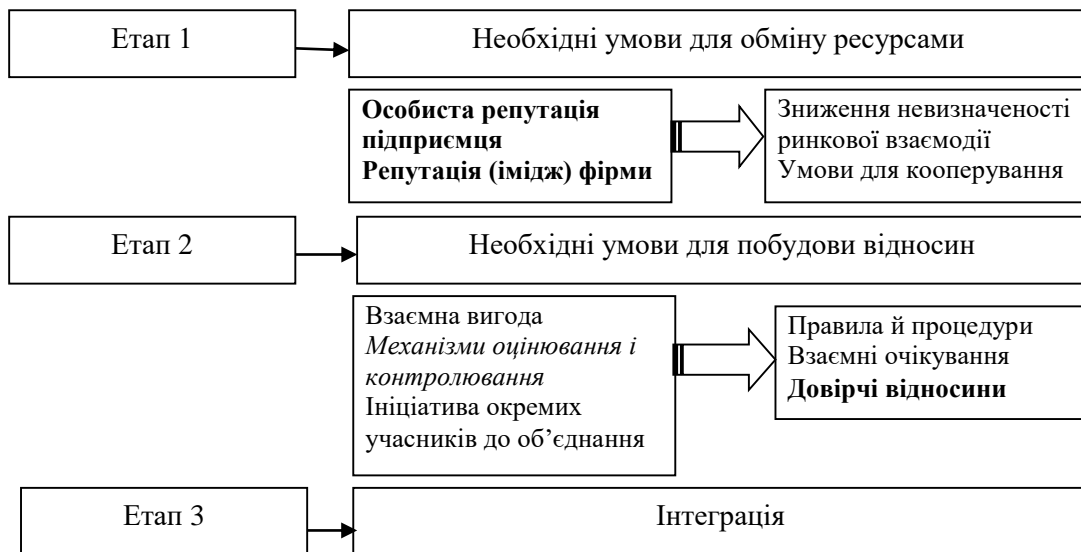 Етап 1
Необхідні умови для обміну ресурсами
Особиста репутація
підприємця
Репутація (імідж) фірми
Зниження невизначеності
ринкової взаємодії
Умови для кооперування
Етап 2
Необхідні умови для побудови відносин
Взаємна вигода
Механізми оцінювання і
контролювання
Ініціатива окремих
учасників до об’єднання
Правила й процедури
Взаємні очікування
Довірчі відносини
Етап 3
Інтеграція